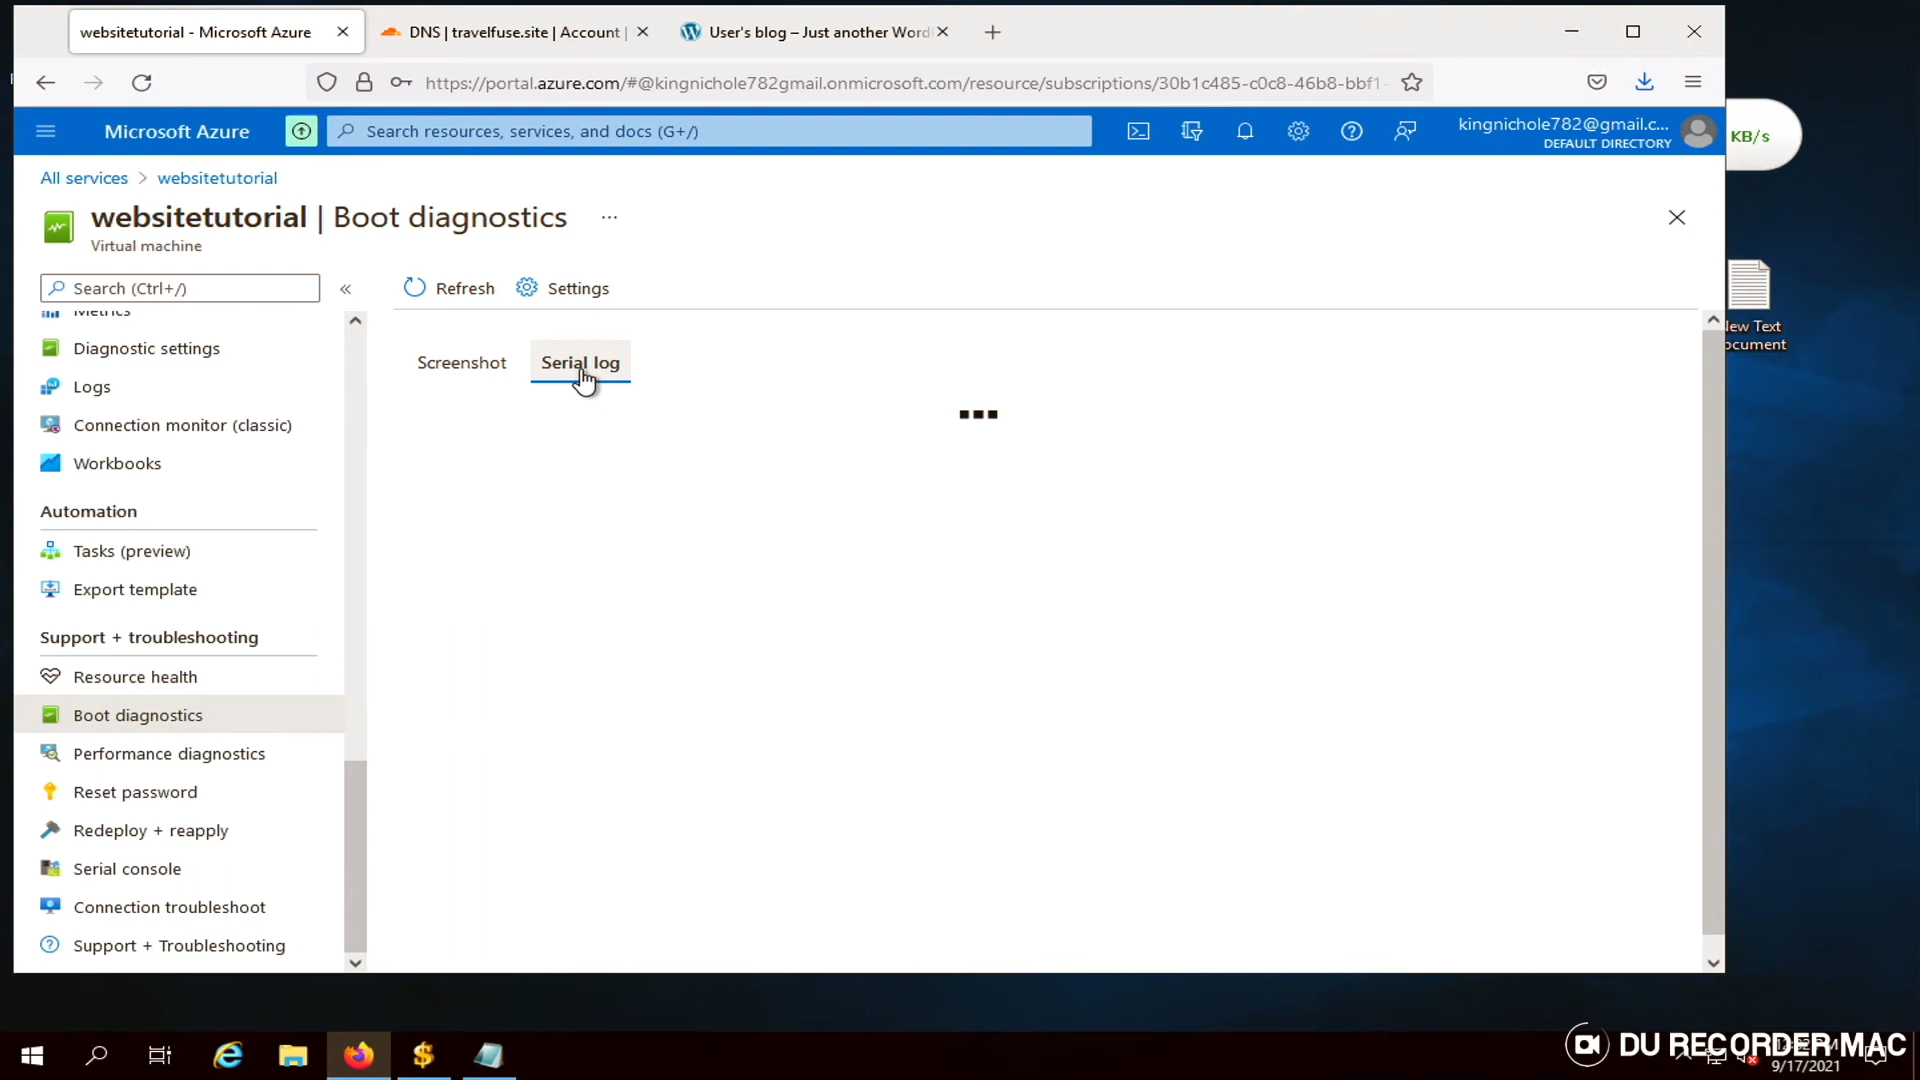 websitetutorial - Microsoft Azure
DNS | travelfuse.site | Account |
User's blog – Just another Word
https://portal.azure.com/#@kingnichole782gmail.onmicrosoft.com/resource/subscriptions/30b1c485-c0c8-46b8-bbf1-
Microsoft Azure
Search resources, services, and docs (G+/)
kingnichole782@gmail.c...
DEFAULT DIRECTORY
KB/s
All services > websitetutorial
websitetutorial | Boot diagnostics ...
Virtual machine
Search (Ctrl+/)
«
Refresh
Settings
Metrics
Diagnostic settings
Logs
Connection monitor (classic)
Workbooks
Automation
Tasks (preview)
Export template
Support + troubleshooting
Resource health
Boot diagnostics
Performance diagnostics
Reset password
Redeploy + reapply
Serial console
Connection troubleshoot
Support + Troubleshooting
Screenshot
Serial log
New Text
ocument
DU RECORDER MAC
9/17/2021